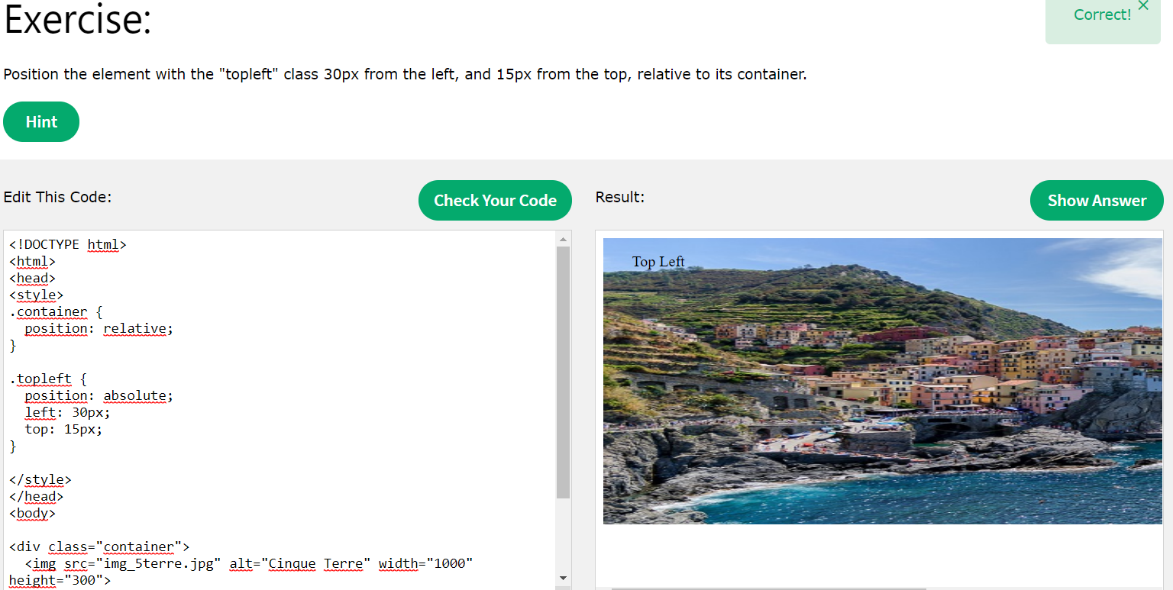 Exercise:
Correct!
×
Position the element with the "topleft" class 30px from the left, and 15px from the top, relative to its container.
Hint
Edit This Code:
Check Your Code
Result:
Show Answer
<!DOCTYPE html>
<html>
<head>
<style>
.container {
  position: relative;
}
.topleft {
  position: absolute;
  left: 30px;
  top: 15px;
}
</style>
</head>
<body>
<div class="container">
  <img src="img_5terre.jpg" alt="Cinque Terre" width="1000"
height="300">
Top Left